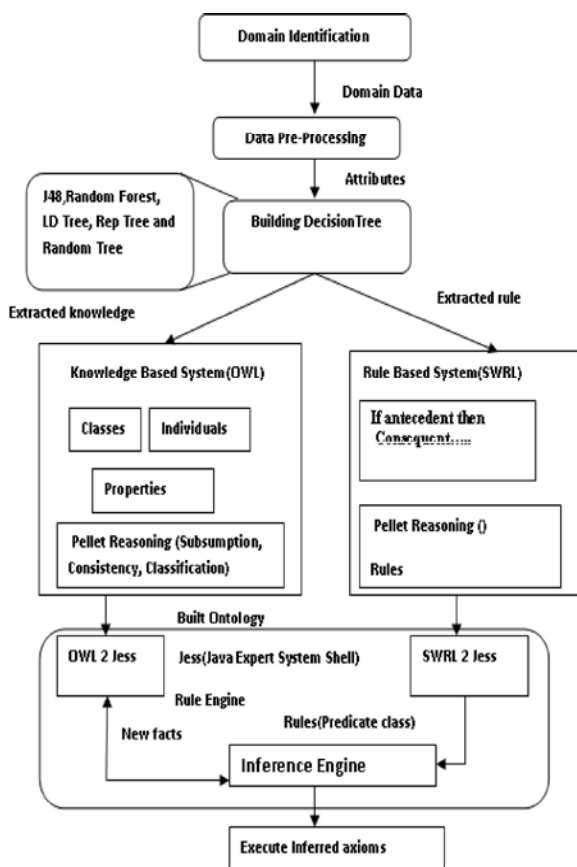 Domain Identification
Domain Data
Data Pre-Processing
Attributes
J48,Random Forest,
LD Tree, Rep Tree and
Random Tree
Building DecisionTree
Extracted knowledge
Extracted rule
Knowledge Based System(OWL)
Classes
Individuals
Properties
Pellet Reasoning (Subsumption,
Consistency, Classification)
Rule Based System(SWRL)
If antecedent then
Consequent.....
Pellet Reasoning ()
Rules
Built Ontology
OWL 2 Jess
Jess(Java Expert System Shell)
SWRL 2 Jess
Rule Engine
New facts
Rules(Predicate class)
Inference Engine
Execute Inferred axioms